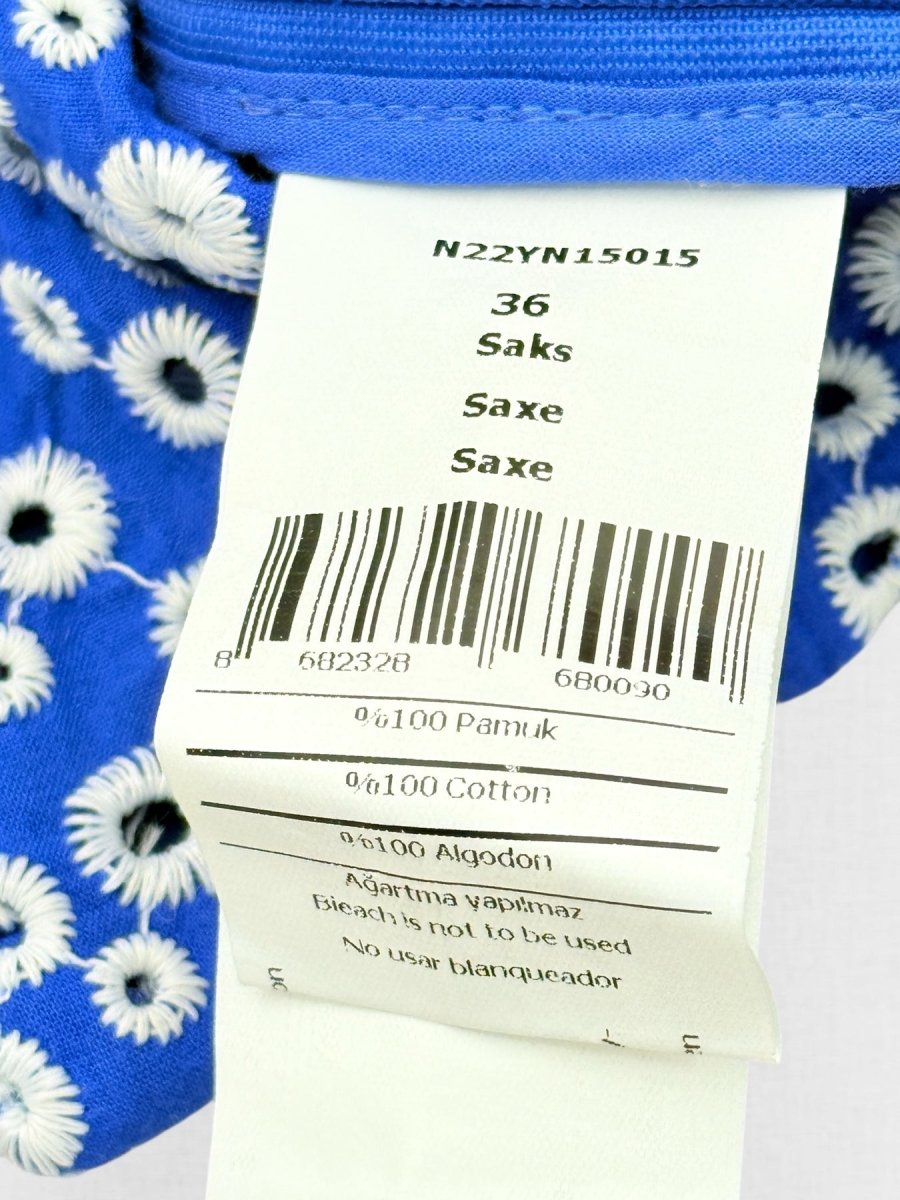 N22YN15015
36
Saks
Saxe
Saxe
8 682328 680090
%100 Pamuk
%100 Cotton
%100 Algodon
Ağartma yapılmaz
Bleach is not to be used
No usar blanqueador